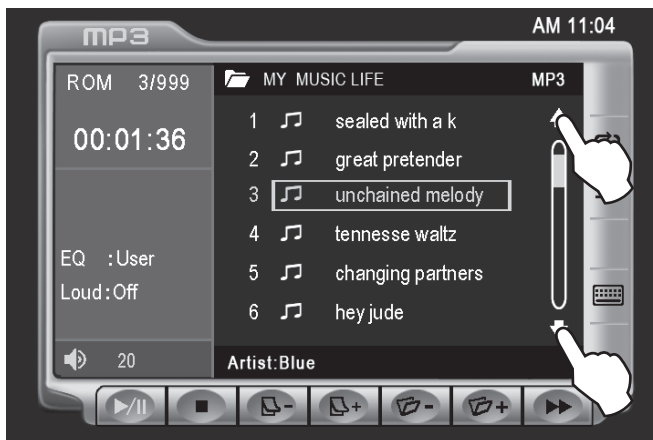 MP3
AM 11:04
ROM 3/999
00:01:36
EQ :User
Loud:Off
20
MY MUSIC LIFE MP3
1 sealed with a k
2 great pretender
3 unchained melody
4 tennesse waltz
5 changing partners
6 hey jude
Artist:Blue